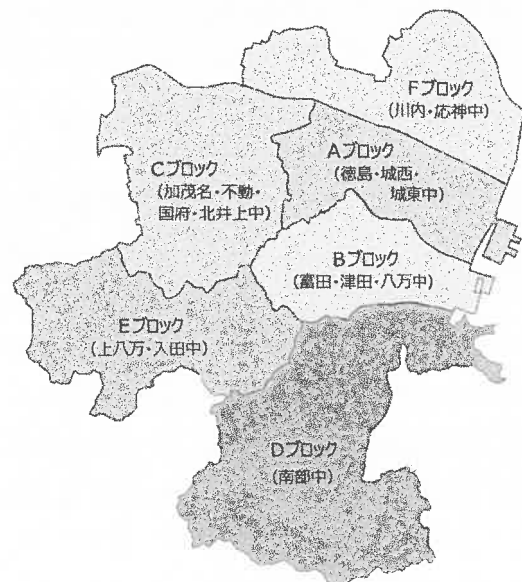 Fブロック
(川内・応神中)
Aブロック
(徳島・城西・
城東中)
Cブロック
(加茂名・不動・
国府・北井上中)
Bブロック
(富田・津田・八万中)
Eブロック
(上八万・入田中)
Dブロック
(南部中)